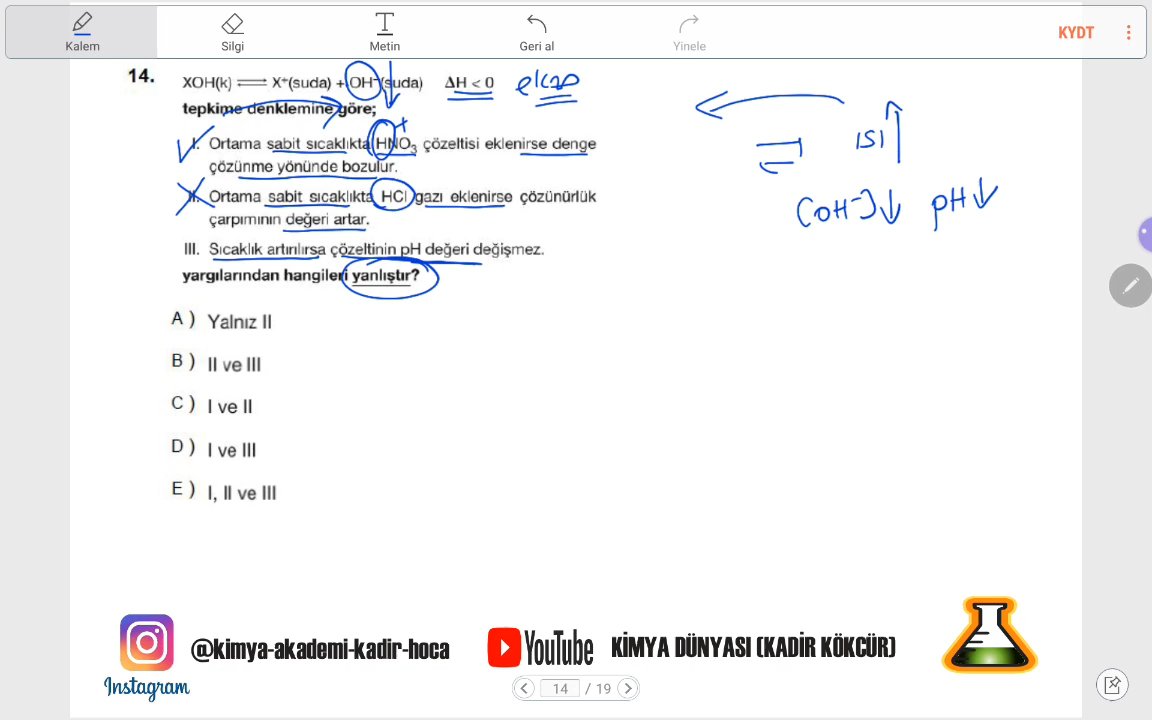 Kalem
Silgi
Metin
Geri al
Yinele
KYDT
14. XOH(k) ⇌ X⁺(suda) + OH⁻(suda) ΔH < 0 ekzo
tepkime denklemine göre;
I. Ortama sabit sıcaklıkta HNO₃ çözeltisi eklenirse denge
çözünme yönünde bozulur.
II. Ortama sabit sıcaklıkta HCl gazı eklenirse çözünürlük
çarpımının değeri artar.
III. Sıcaklık artırılırsa çözeltinin pH değeri değişmez.
yargılarından hangileri yanlıştır?
+
ISI ↑
[OH⁻]↓ pH↓
A ) Yalnız II
B ) II ve III
C ) I ve II
D ) I ve III
E ) I, II ve III
Instagram
@kimya-akademi-kadir-hoca
YouTube
KİMYA DÜNYASI (KADİR KÖKCÜR)
14 / 19